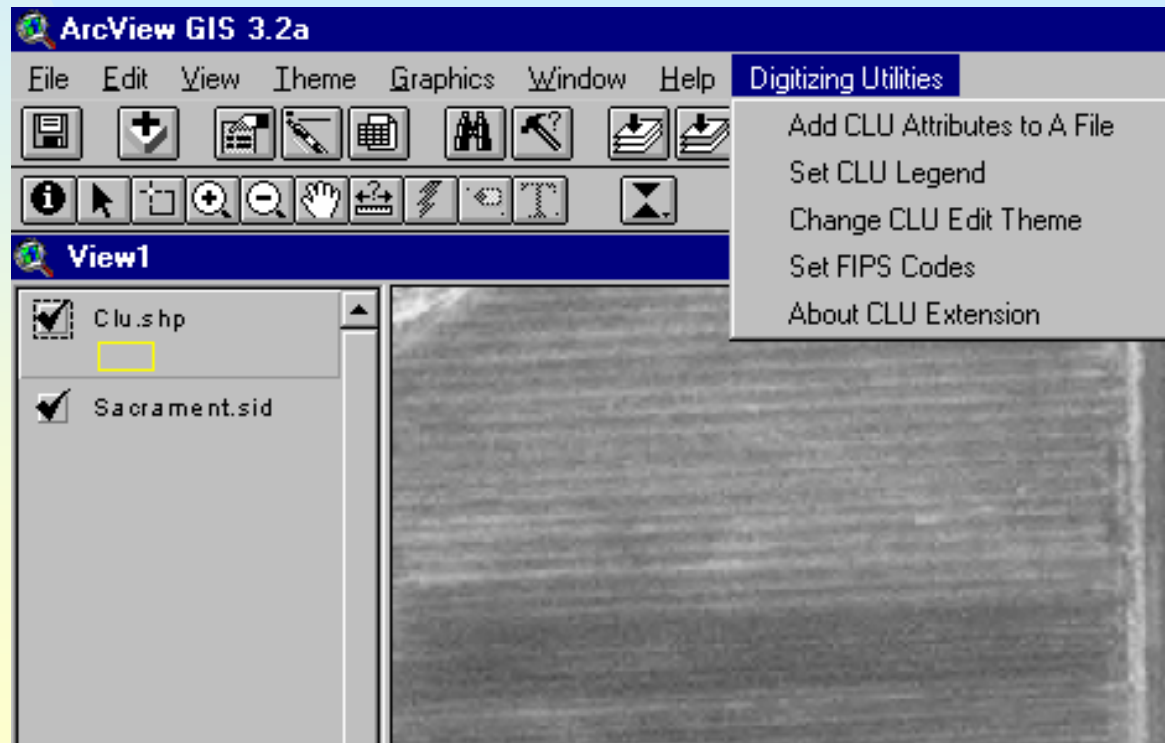 ArcView GIS 3.2a
File Edit View Theme Graphics Window Help Digitizing Utilities
Add CLU Attributes to A File
Set CLU Legend
Change CLU Edit Theme
Set FIPS Codes
About CLU Extension
View1
Clu.shp
Sacrament.sid